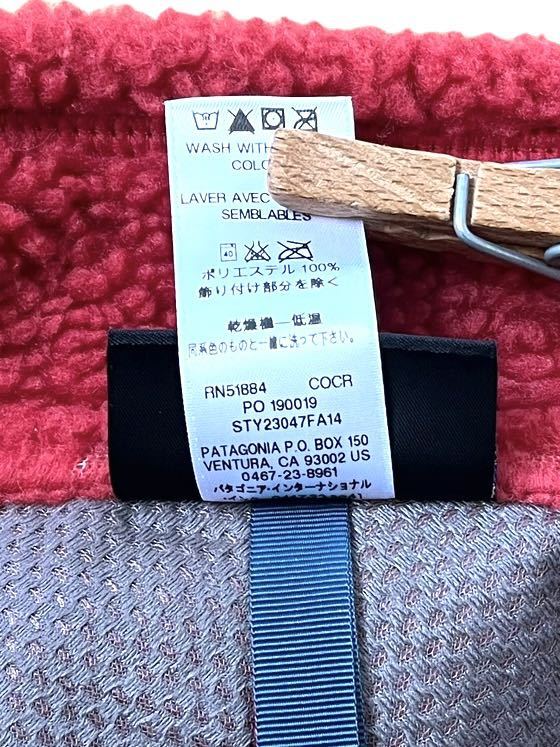 WASH WITH
COLO
LAVER AVEC
SEMBLABLES
40
ポリエステル 100%
飾り付け部分を除く
乾燥機—低温
同系色のものと一緒に洗って下さい。
RN51884 COCR
PO 190019
STY23047FA14
PATAGONIA P.O. BOX 150
VENTURA, CA 93002 US
0467-23-8961
パタゴニア・インターナショナル